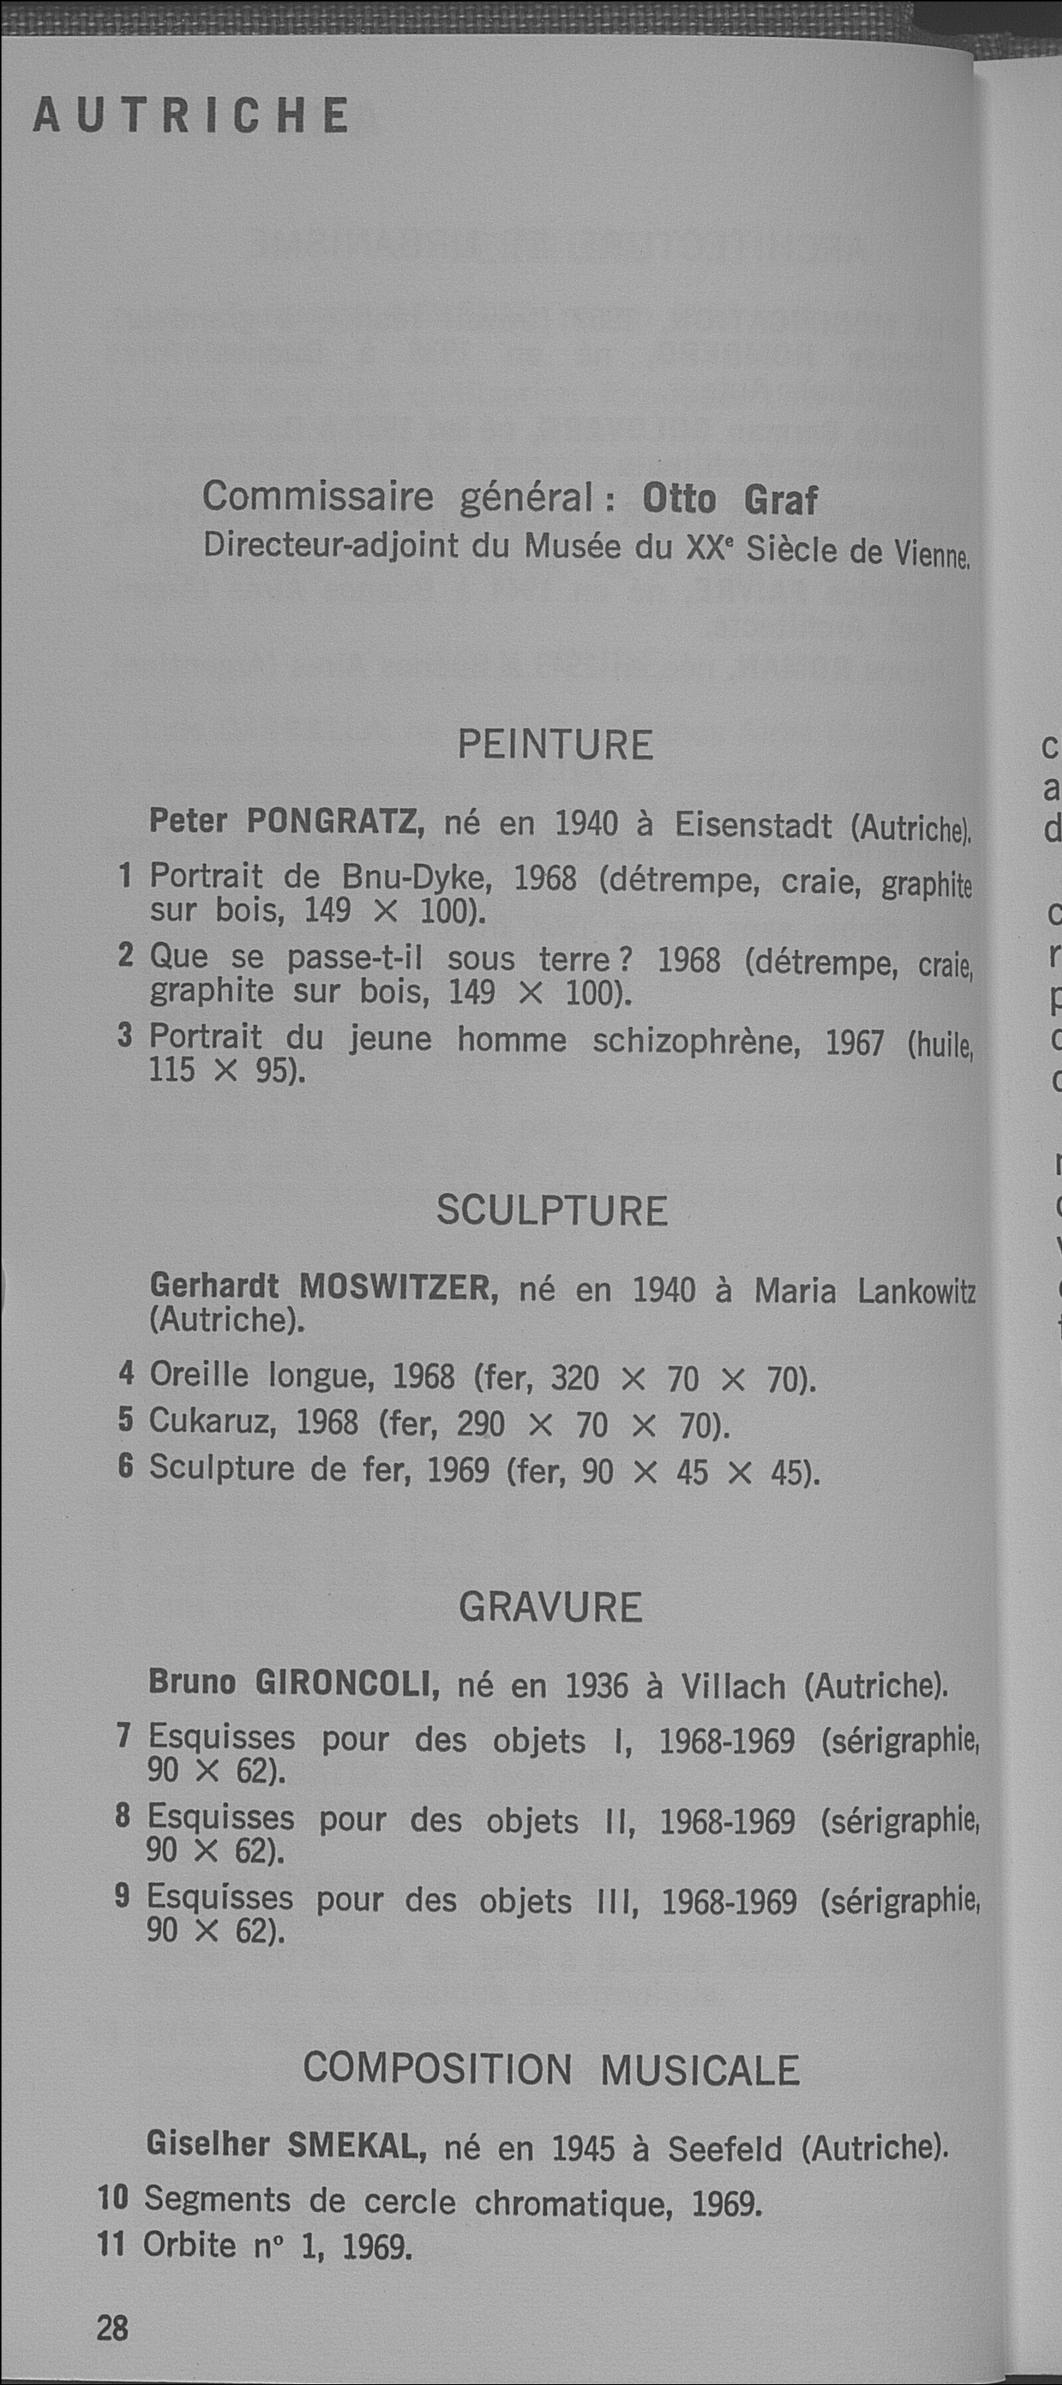 AUTRICHE
Commissaire général : Otto Graf
Directeur-adjoint du Musée du XXe Siècle de Vienne.
PEINTURE
Peter PONGRATZ, né en 1940 à Eisenstadt (Autriche).
1 Portrait de Bnu-Dyke, 1968 (détrempe, craie, graphite
sur bois, 149 × 100).
2 Que se passe-t-il sous terre ? 1968 (détrempe, craie,
graphite sur bois, 149 × 100).
3 Portrait du jeune homme schizophrène, 1967 (huile,
115 × 95).
SCULPTURE
Gerhardt MOSWITZER, né en 1940 à Maria Lankowitz
(Autriche).
4 Oreille longue, 1968 (fer, 320 × 70 × 70).
5 Cukaruz, 1968 (fer, 290 × 70 × 70).
6 Sculpture de fer, 1969 (fer, 90 × 45 × 45).
GRAVURE
Bruno GIRONCOLI, né en 1936 à Villach (Autriche).
7 Esquisses pour des objets I, 1968-1969 (sérigraphie,
90 × 62).
8 Esquisses pour des objets II, 1968-1969 (sérigraphie,
90 × 62).
9 Esquisses pour des objets III, 1968-1969 (sérigraphie,
90 × 62).
COMPOSITION MUSICALE
Giselher SMEKAL, né en 1945 à Seefeld (Autriche).
10 Segments de cercle chromatique, 1969.
11 Orbite nº 1, 1969.
28